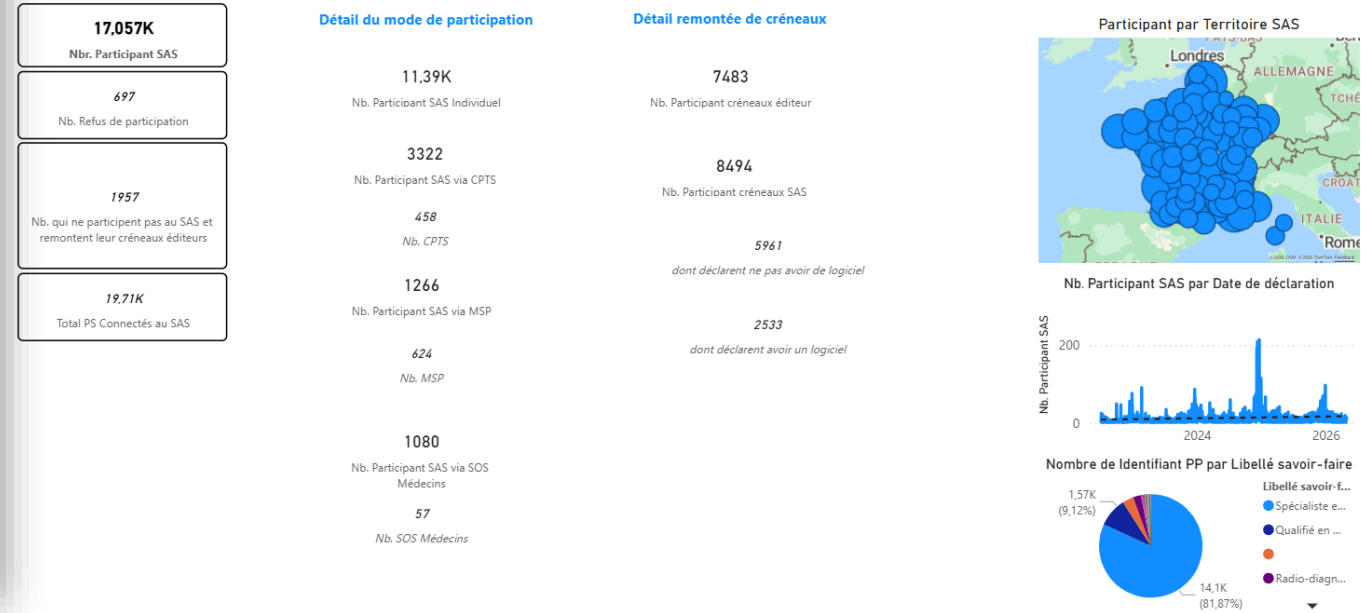 17,057K
Nbr. Participant SAS
697
Nb. Refus de participation
1957
Nb. qui ne participent pas au SAS et
remontent leur créneaux éditeurs
19,71K
Total PS Connectés au SAS
Détail du mode de participation
11,39K
Nb. Participant SAS Individuel
3322
Nb. Participant SAS via CPTS
458
Nb. CPTS
1266
Nb. Participant SAS via MSP
624
Nb. MSP
1080
Nb. Participant SAS via SOS
Médecins
57
Nb. SOS Médecins
Détail remontée de créneaux
7483
Nb. Participant créneaux éditeur
8494
Nb. Participant créneaux SAS
5961
dont déclarent ne pas avoir de logiciel
2533
dont déclarent avoir un logiciel
Participant par Territoire SAS
PAYS-BAS
Londres
ALLEMAGNE
TCHÉ
CROAT
ITALIE
Rome
Nb. Participant SAS par Date de déclaration
Nb. Participant SAS
200
0
2024
2026
Nombre de Identifiant PP par Libellé savoir-faire
1,57K
(9,12%)
14,1K
(81,87%)
Libellé savoir-f...
Spécialiste e...
Qualifié en ...
Radio-diagn...